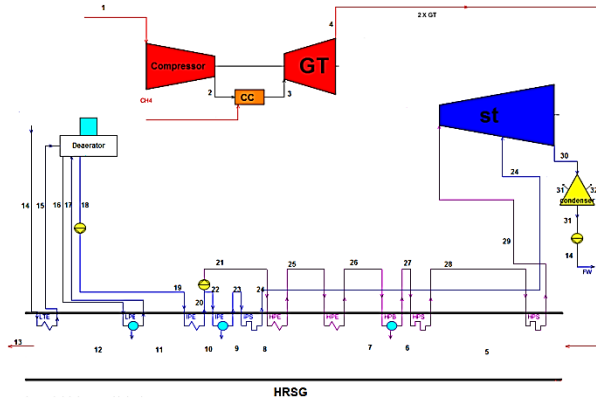 1
4
2 X GT
Compressor
GT
2
CC
3
CH4
st
Deaerator
30
24
31
32
condenser
14
15
16
17
18
31
14
FW
29
21
25
26
27
28
19
20
22
23
24
LTE
LPE
IPE
IPE
IPS
HPE
HPE
HPB
HPS
HPS
13
12
11
10
9
8
7
6
5
HRSG